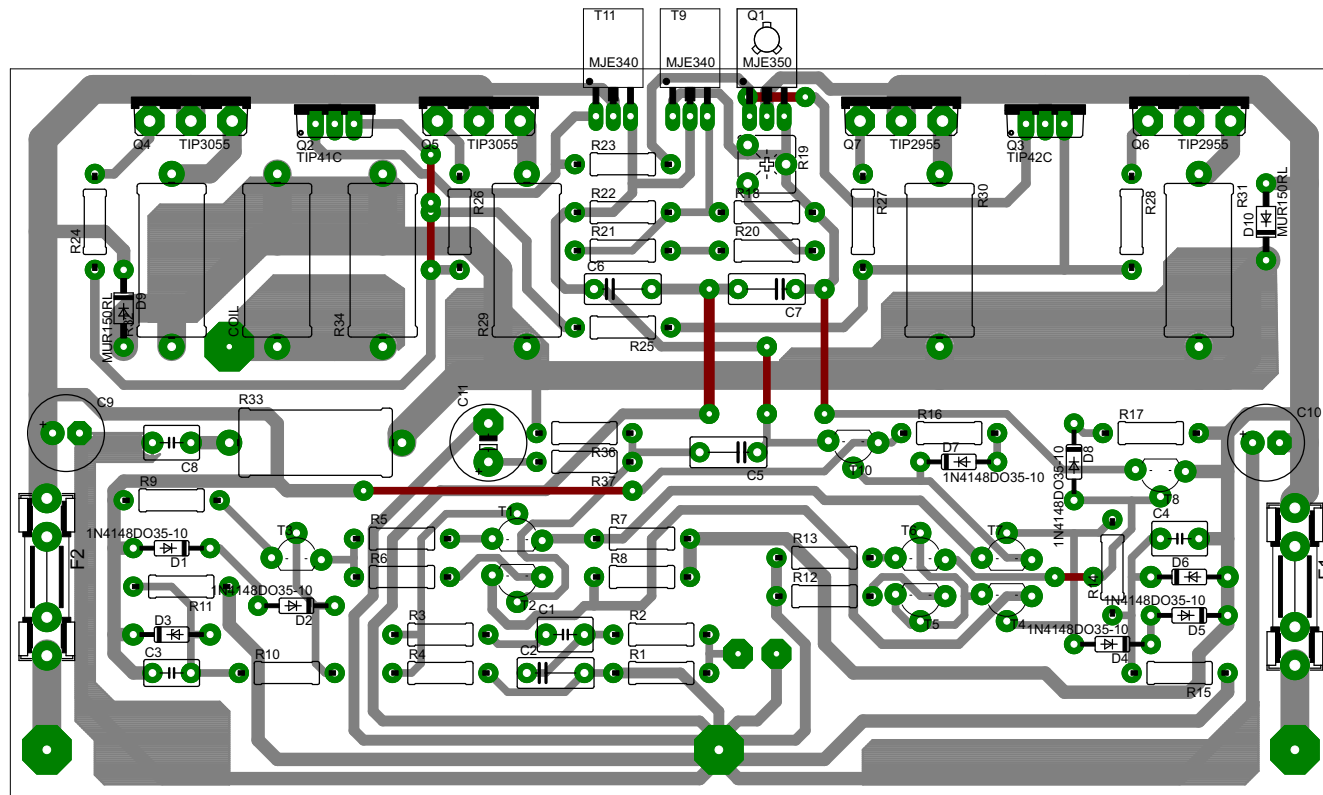 T11
T9
Q1
MJE340
MJE340
MJE350
Q4
TIP3055
Q2
TIP41C
Q5
TIP3055
Q7
TIP2955
Q3
TIP42C
Q6
TIP2955
R23
R19
R22
R18
R21
R20
R24
R26
R27
R30
R28
R31
D10
MUR150RL
C6
C7
MUR150RL
D9
R32
COIL
R34
R29
R25
C9
+
R33
C11
+
C8
R36
R37
C5
T10
R16
D7
1N4148DO35-10
D8
1N4148DO35-10
R17
C10
+
T8
C4
R9
1N4148DO35-10
D1
T3
R5
R6
T1
T2
R7
R8
R13
R12
T6
T7
T5
T4
R14
D6
1N4148DO35-10
D5
1N4148DO35-10
D4
F2
F1
R11
1N4148DO35-10
D2
D3
C3
R10
R3
R4
C1
C2
R2
R1
R15